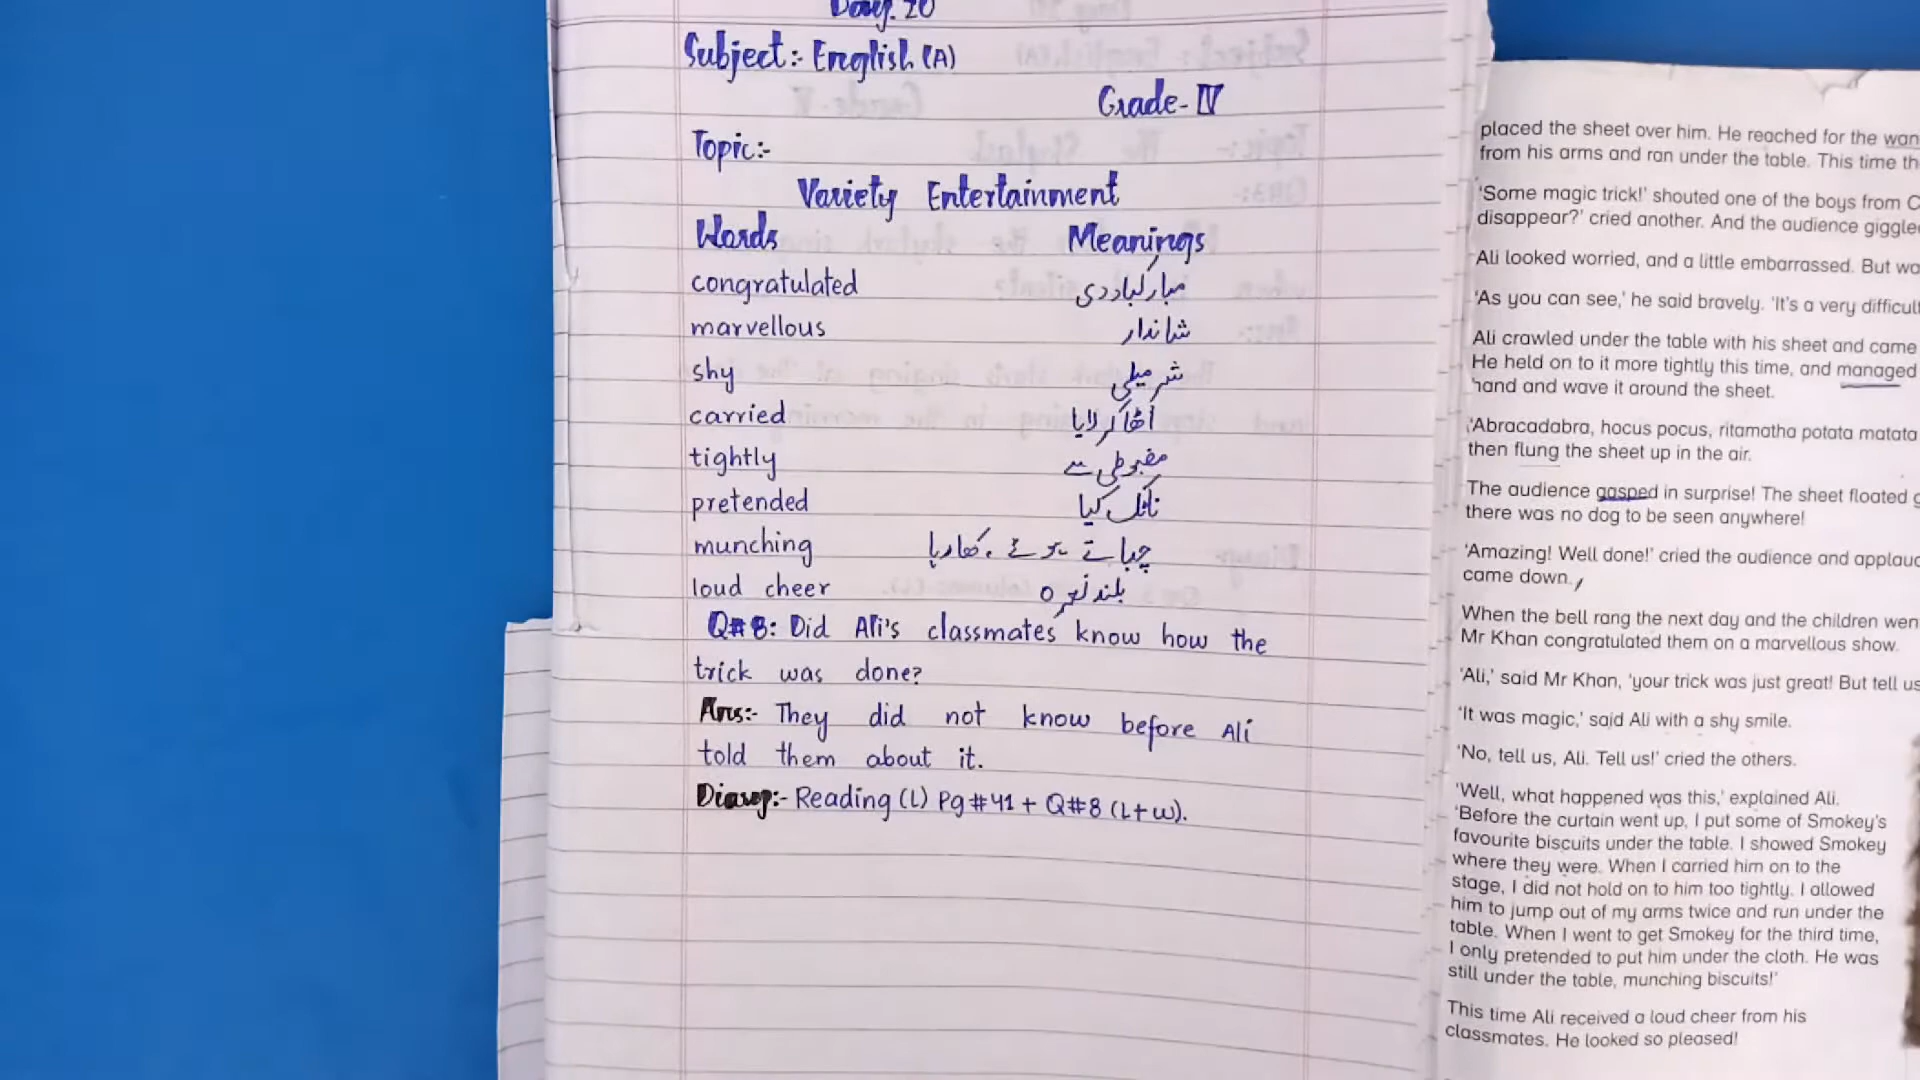 Day. 20
Subject:- English (A)
Grade-IV
Topic:-
Variety Entertainment
Words Meanings
congratulated مبارکباد دی
marvellous شاندار
shy شرمیلی
carried اُٹھا کر لایا
tightly مضبوطی سے
pretended ناٹک کیا
munching چباتے ہوئے، کھا رہا
loud cheer بلند نعرہ
Q#8: Did Ali's classmates know how the
trick was done?
Ans:- They did not know before Ali
told them about it.
Diary:- Reading (L) Pg#41 + Q#8 (L+w).
placed the sheet over him. He reached for the wan
from his arms and ran under the table. This time th
'Some magic trick!' shouted one of the boys from C
disappear?' cried another. And the audience giggle
Ali looked worried, and a little embarrassed. But wa
'As you can see,' he said bravely. 'It's a very difficult
Ali crawled under the table with his sheet and came
He held on to it more tightly this time, and managed
hand and wave it around the sheet.
'Abracadabra, hocus pocus, ritamatha potata matata
then flung the sheet up in the air.
The audience gasped in surprise! The sheet floated g
there was no dog to be seen anywhere!
'Amazing! Well done!' cried the audience and applaud
came down.
When the bell rang the next day and the children wen
Mr Khan congratulated them on a marvellous show.
'Ali,' said Mr Khan, 'your trick was just great! But tell us
'It was magic,' said Ali with a shy smile.
'No, tell us, Ali. Tell us!' cried the others.
'Well, what happened was this,' explained Ali.
'Before the curtain went up, I put some of Smokey's
favourite biscuits under the table. I showed Smokey
where they were. When I carried him on to the
stage, I did not hold on to him too tightly. I allowed
him to jump out of my arms twice and run under the
table. When I went to get Smokey for the third time,
I only pretended to put him under the cloth. He was
still under the table, munching biscuits!'
This time Ali received a loud cheer from his
classmates. He looked so pleased!